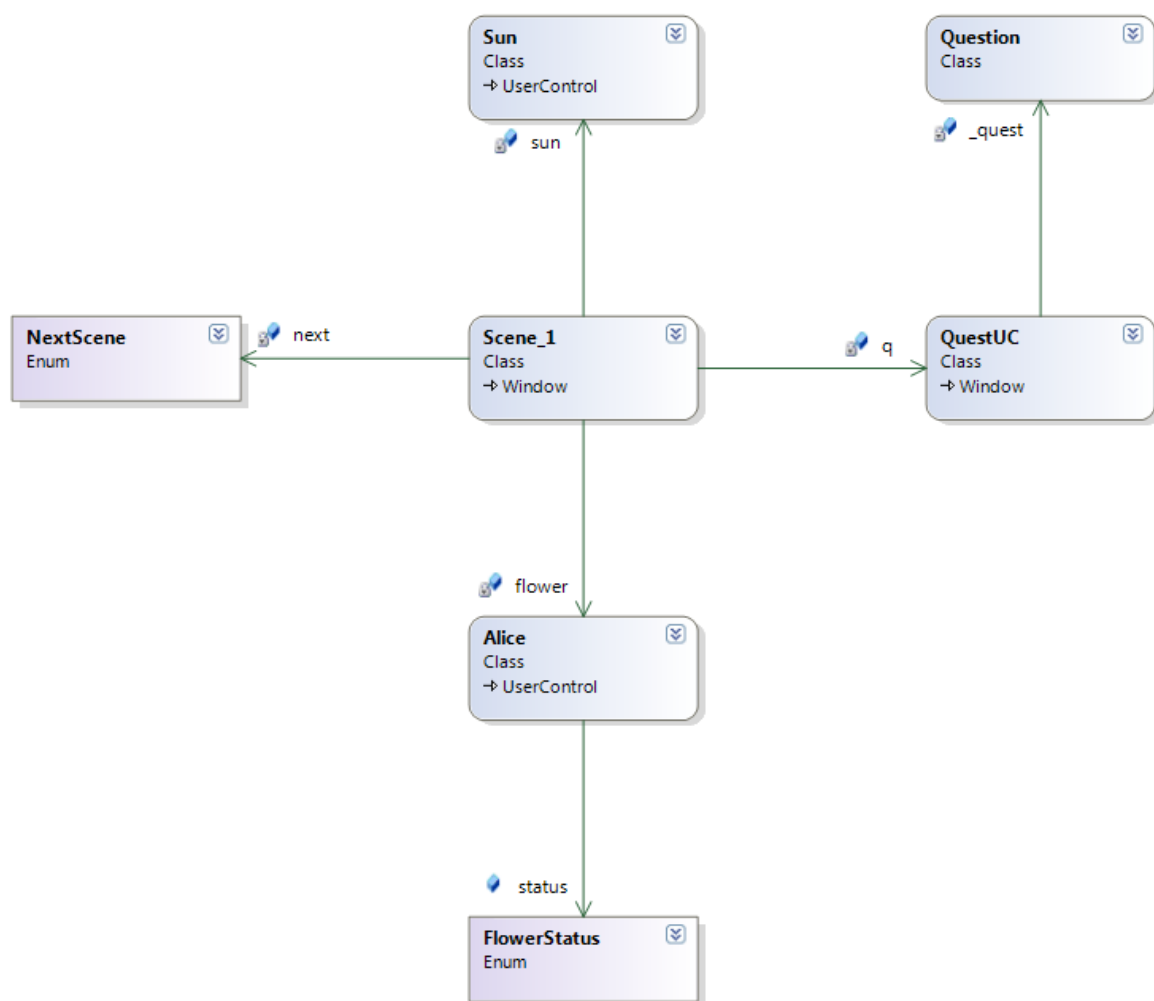 Sun
Class
UserControl
Question
Class
sun
_quest
NextScene
Enum
next
Scene_1
Class
Window
q
QuestUC
Class
Window
flower
Alice
Class
UserControl
status
FlowerStatus
Enum